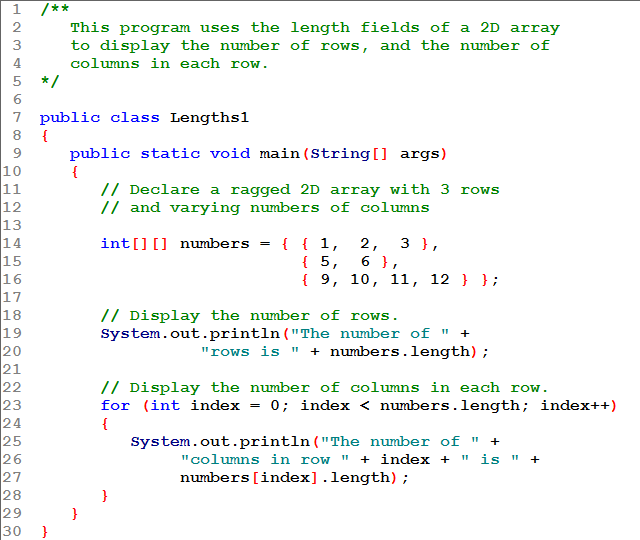 1 /**
2    This program uses the length fields of a 2D array
3    to display the number of rows, and the number of
4    columns in each row.
5 */
6
7 public class Lengths1
8 {
9    public static void main(String[] args)
10    {
11       // Declare a ragged 2D array with 3 rows
12       // and varying numbers of columns
13
14       int[][] numbers = { { 1,  2,  3 },
15                           { 5,  6 },
16                           { 9, 10, 11, 12 } };
17
18       // Display the number of rows.
19       System.out.println("The number of " +
20                 "rows is " + numbers.length);
21
22       // Display the number of columns in each row.
23       for (int index = 0; index < numbers.length; index++)
24       {
25          System.out.println("The number of " +
26               "columns in row " + index + " is " +
27               numbers[index].length);
28       }
29    }
30 }